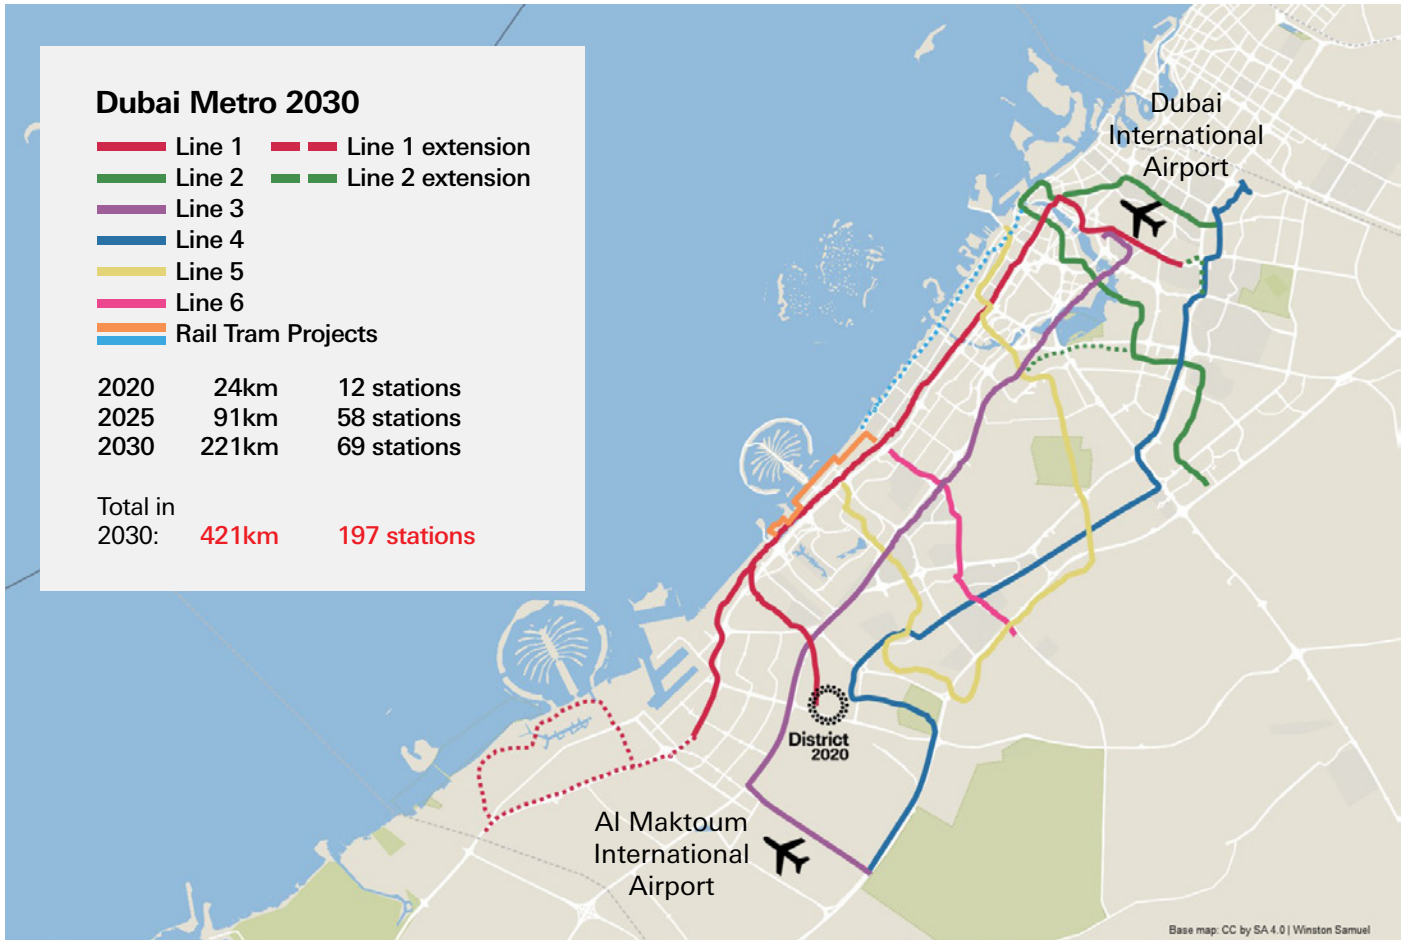 Dubai Metro 2030
Line 1 Line 1 extension
Line 2 Line 2 extension
Line 3
Line 4
Line 5
Line 6
Rail Tram Projects
2020 24km 12 stations
2025 91km 58 stations
2030 221km 69 stations
Total in
2030: 421km 197 stations
Dubai
International
Airport
District
2020
Al Maktoum
International
Airport
Base map: CC by SA 4.0 | Winston Samuel